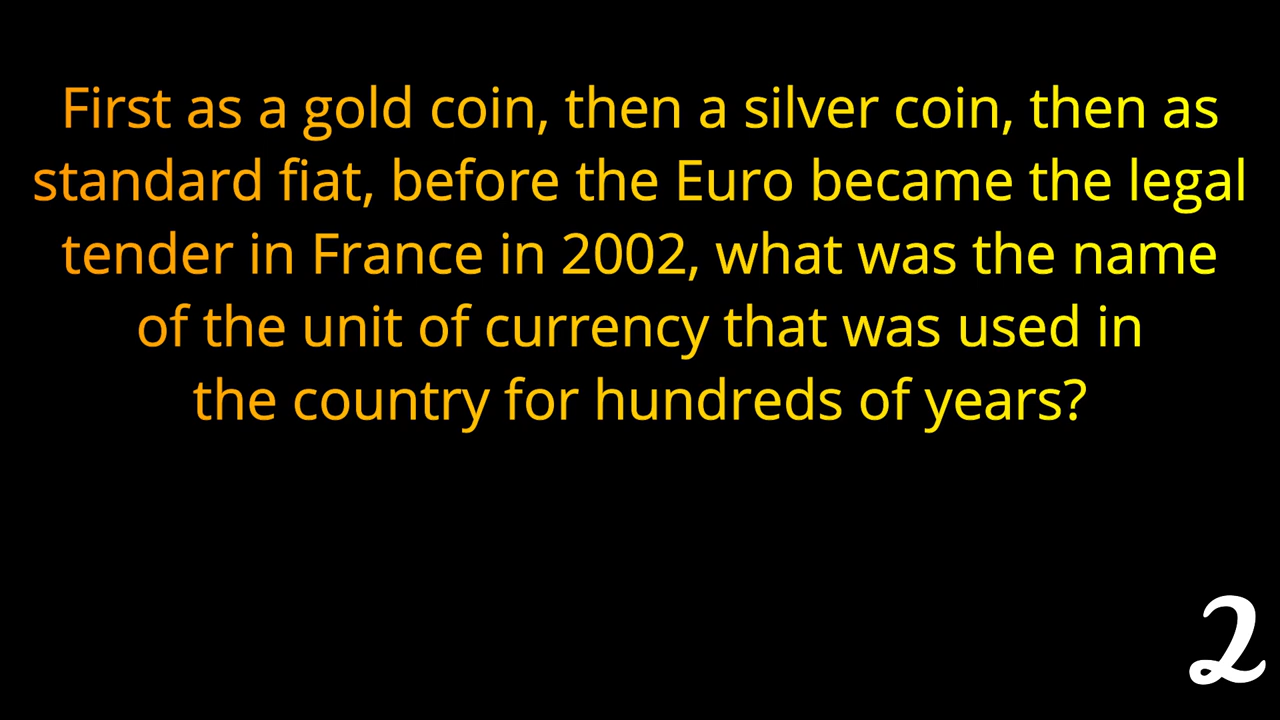 First as a gold coin, then a silver coin, then as
standard fiat, before the Euro became the legal
tender in France in 2002, what was the name
of the unit of currency that was used in
the country for hundreds of years?
2